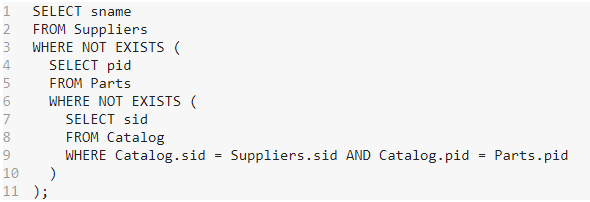 1 SELECT sname
2 FROM Suppliers
3 WHERE NOT EXISTS (
4   SELECT pid
5   FROM Parts
6   WHERE NOT EXISTS (
7     SELECT sid
8     FROM Catalog
9     WHERE Catalog.sid = Suppliers.sid AND Catalog.pid = Parts.pid
10   )
11 );